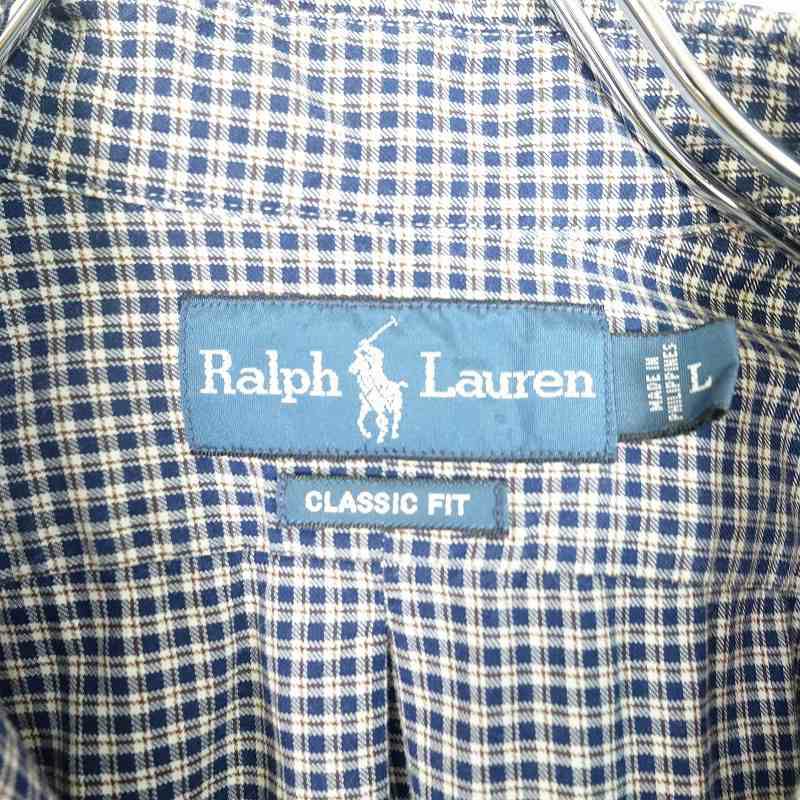 Ralph Lauren
MADE IN
PHILIPPINES
L
CLASSIC FIT